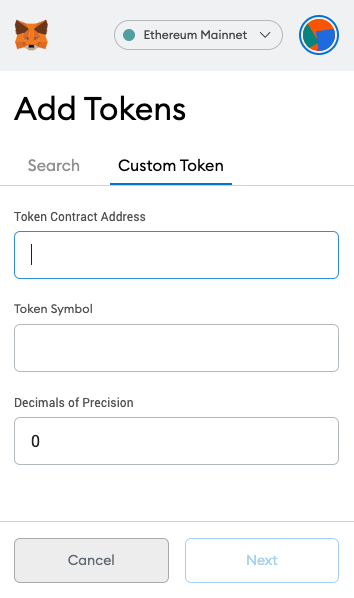 Ethereum Mainnet
Add Tokens
Search
Custom Token
Token Contract Address
Token Symbol
Decimals of Precision
0
Cancel
Next